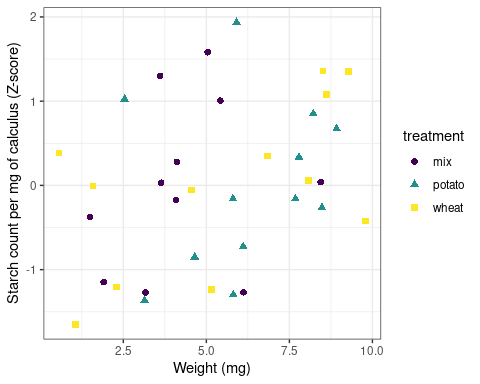 2
1
0
-1
Starch count per mg of calculus (Z-score)
2.5 5.0 7.5 10.0
Weight (mg)
treatment
mix
potato
wheat